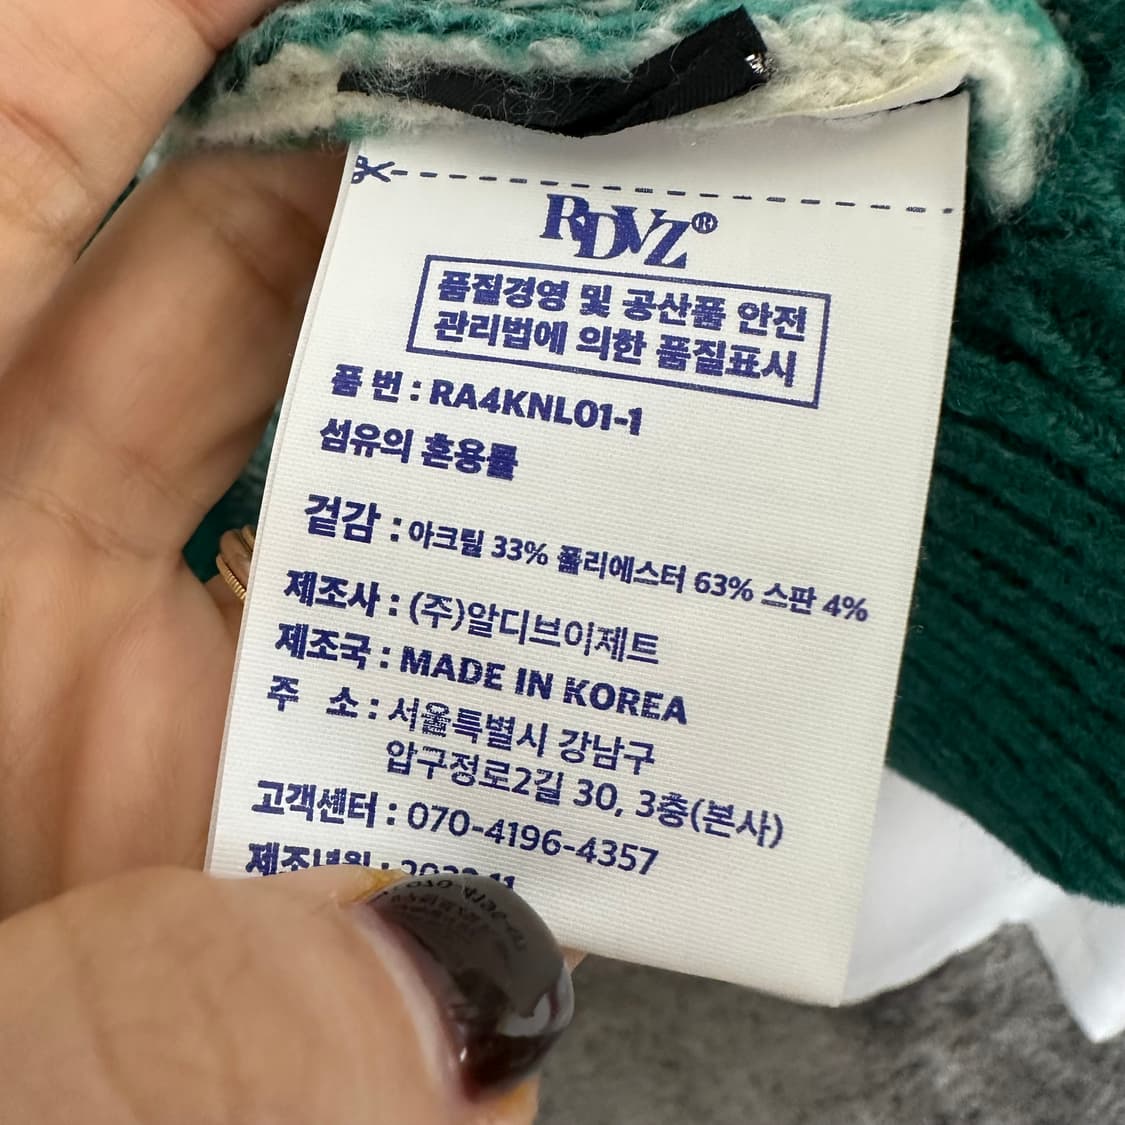 RDVZ®
품질경영 및 공산품 안전
관리법에 의한 품질표시
품 번 : RA4KNL01-1
섬유의 혼용률
겉감 : 아크릴 33% 폴리에스터 63% 스판 4%
제조사 : (주)알디브이제트
제조국 : MADE IN KOREA
주 소 : 서울특별시 강남구
압구정로2길 30, 3층(본사)
고객센터 : 070-4196-4357
제조년월 :